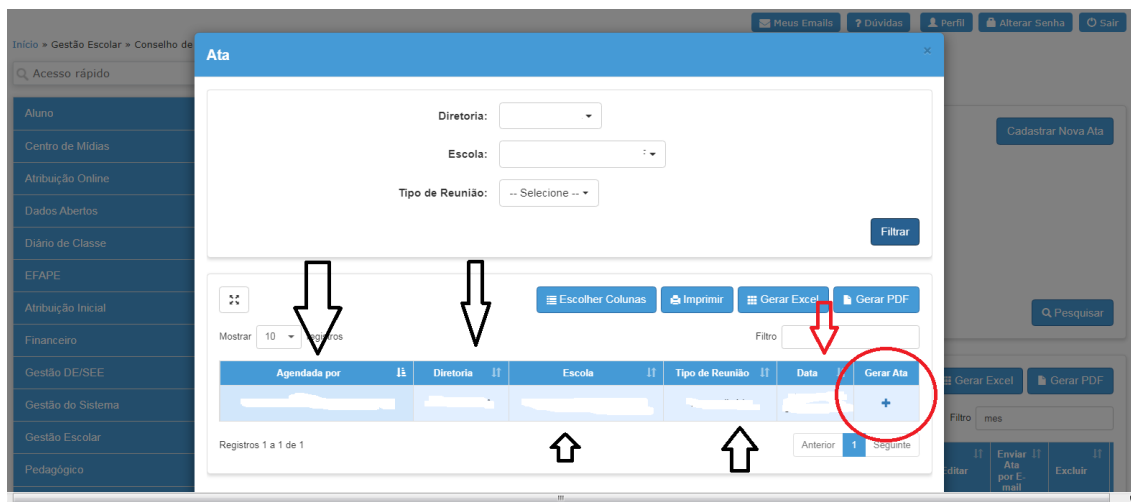 Meus Emails ? Dúvidas Perfil Alterar Senha Sair
Início » Gestão Escolar » Conselho de
Acesso rápido
Aluno
Centro de Mídias
Atribuição Online
Dados Abertos
Diário de Classe
EFAPE
Atribuição Inicial
Financeiro
Gestão DE/SEE
Gestão do Sistema
Gestão Escolar
Pedagógico
Ata ×
Diretoria:
Escola:
Tipo de Reunião: -- Selecione --
Filtrar
Escolher Colunas Imprimir Gerar Excel Gerar PDF
Mostrar 10 registros Filtro
Agendada por Diretoria Escola Tipo de Reunião Data Gerar Ata
Registros 1 a 1 de 1 Anterior 1 Seguinte
Cadastrar Nova Ata
Pesquisar
Gerar Excel Gerar PDF
Filtro mes
Editar Enviar Ata por E-mail Excluir